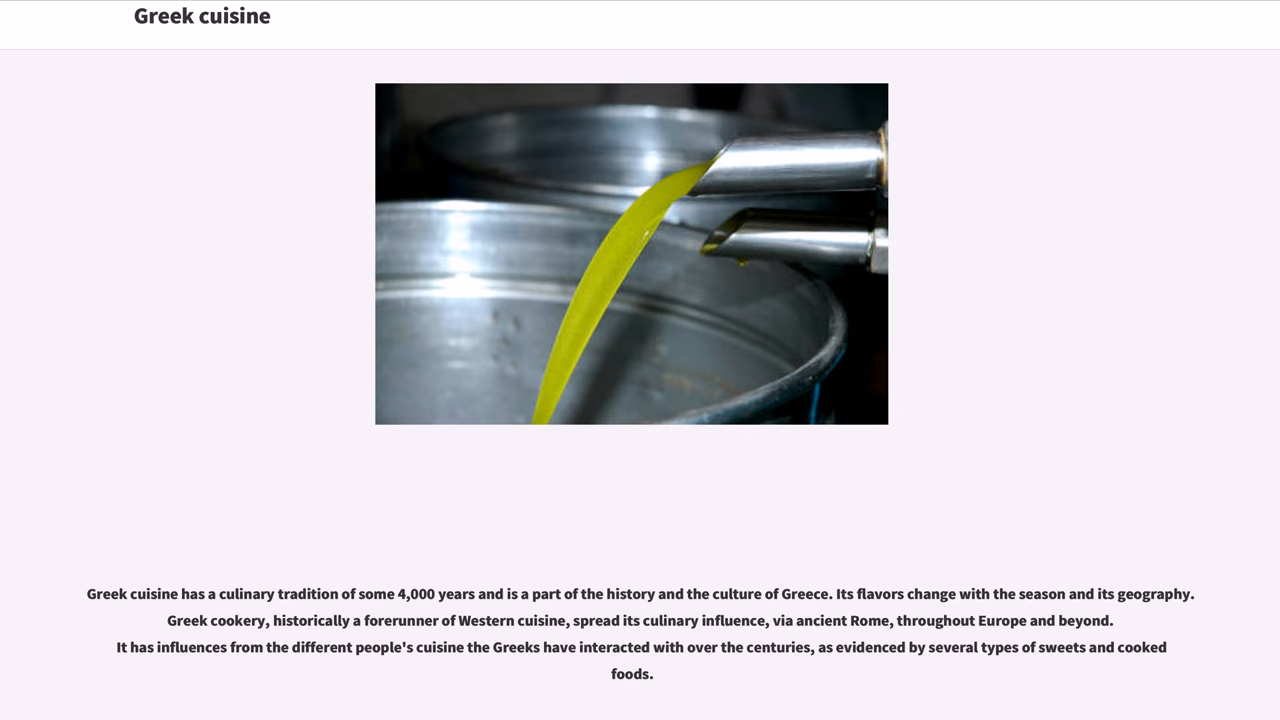 Greek cuisine
Greek cuisine has a culinary tradition of some 4,000 years and is a part of the history and the culture of Greece. Its flavors change with the season and its geography.
Greek cookery, historically a forerunner of Western cuisine, spread its culinary influence, via ancient Rome, throughout Europe and beyond.
It has influences from the different people's cuisine the Greeks have interacted with over the centuries, as evidenced by several types of sweets and cooked
foods.